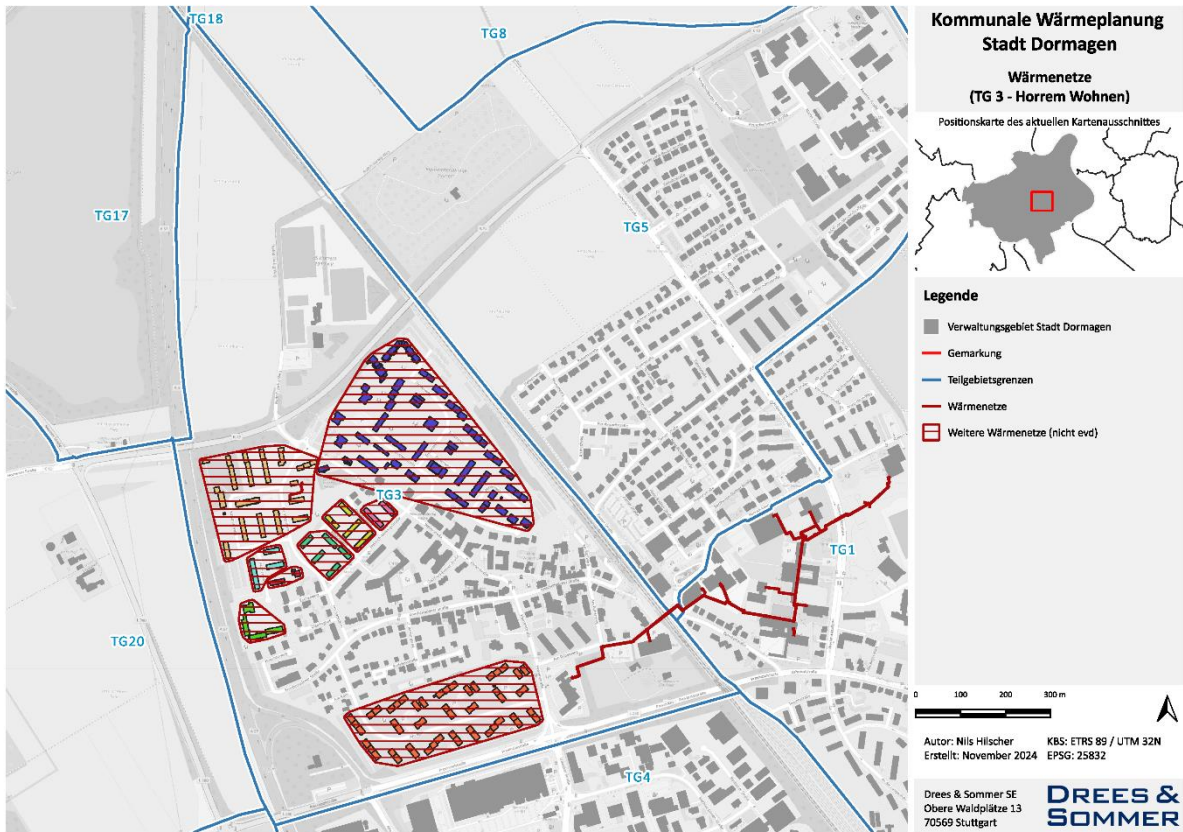 TG18
TG8
TG17
TG5
TG3
TG1
TG20
TG4
Kommunale Wärmeplanung
Stadt Dormagen
Wärmenetze
(TG 3 - Horrem Wohnen)
Positionskarte des aktuellen Kartenausschnittes
Legende
Verwaltungsgebiet Stadt Dormagen
Gemarkung
Teilgebietsgrenzen
Wärmenetze
Weitere Wärmenetze (nicht evd)
0 100 200 300 m
Autor: Nils Hilscher KBS: ETRS 89 / UTM 32N
Erstellt: November 2024 EPSG: 25832
Drees & Sommer SE
Obere Waldplätze 13
70569 Stuttgart
DREES &
SOMMER